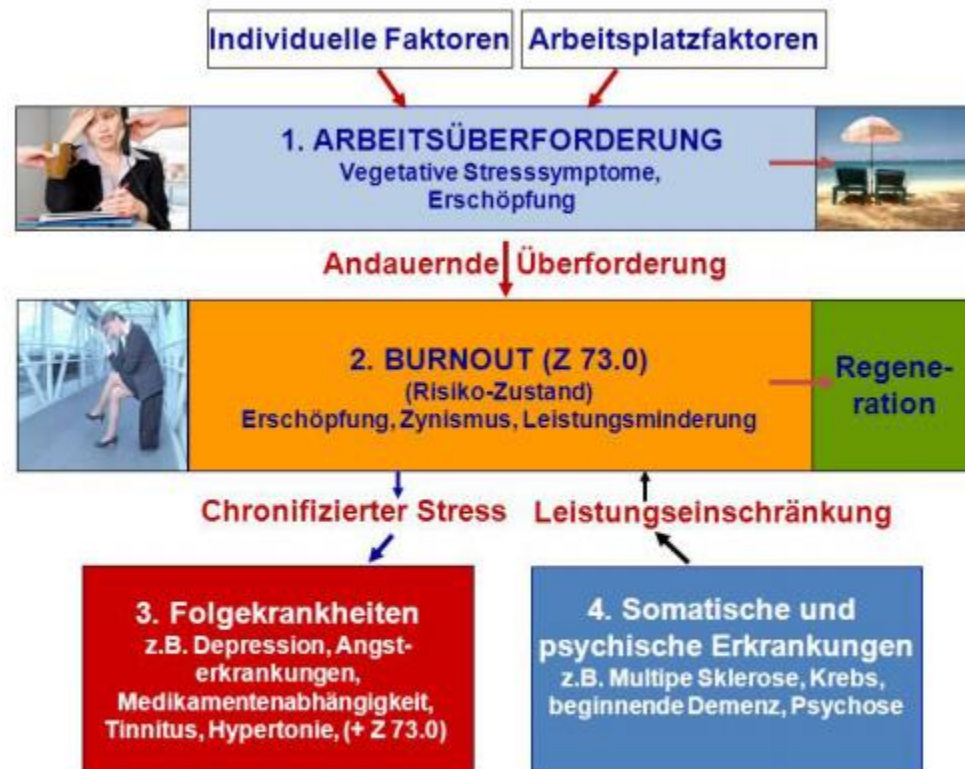 Individuelle Faktoren
Arbeitsplatzfaktoren
1. ARBEITSÜBERFORDERUNG
Vegetative Stresssymptome,
Erschöpfung
Andauernde Überforderung
2. BURNOUT (Z 73.0)
(Risiko-Zustand)
Erschöpfung, Zynismus, Leistungsminderung
Regene-
ration
Chronifizierter Stress
Leistungseinschränkung
3. Folgekrankheiten
z.B. Depression, Angst-
erkrankungen,
Medikamentenabhängigkeit,
Tinnitus, Hypertonie, (+ Z 73.0)
4. Somatische und
psychische Erkrankungen
z.B. Multipe Sklerose, Krebs,
beginnende Demenz, Psychose